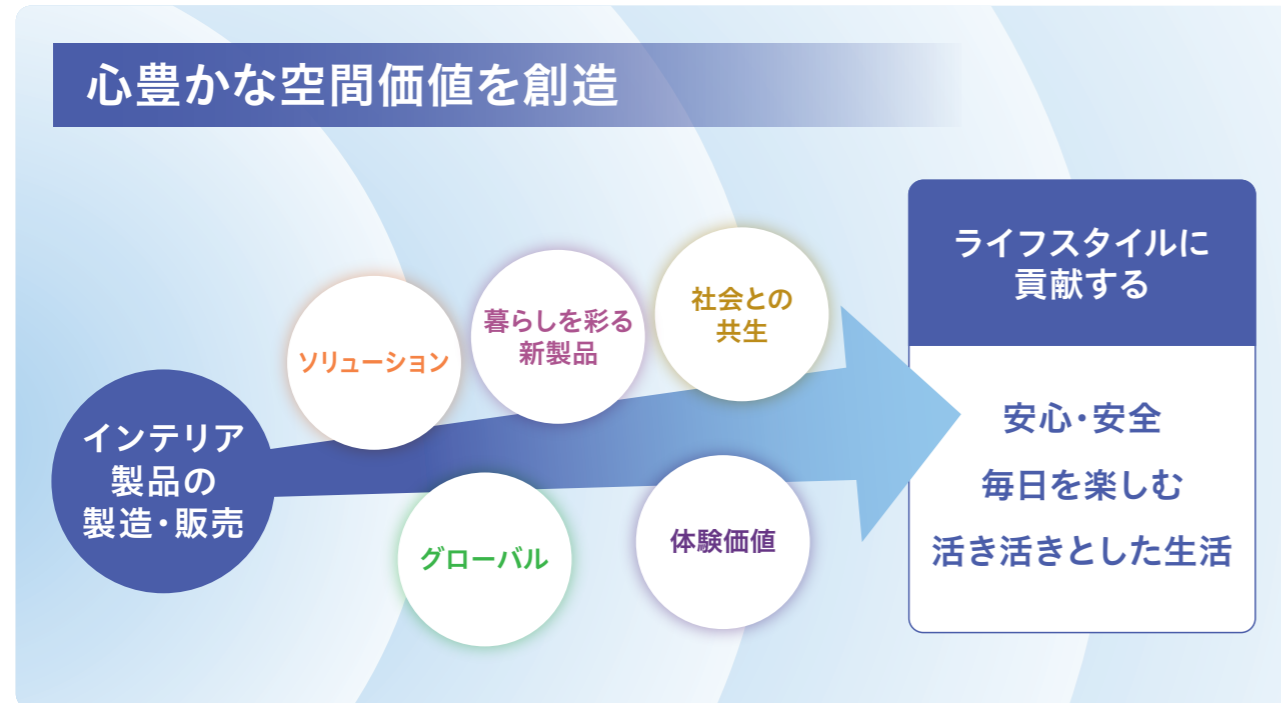 心豊かな空間価値を創造
インテリア
製品の
製造・販売
ソリューション
暮らしを彩る
新製品
社会との
共生
グローバル
体験価値
ライフスタイルに
貢献する
安心・安全
毎日を楽しむ
活き活きとした生活